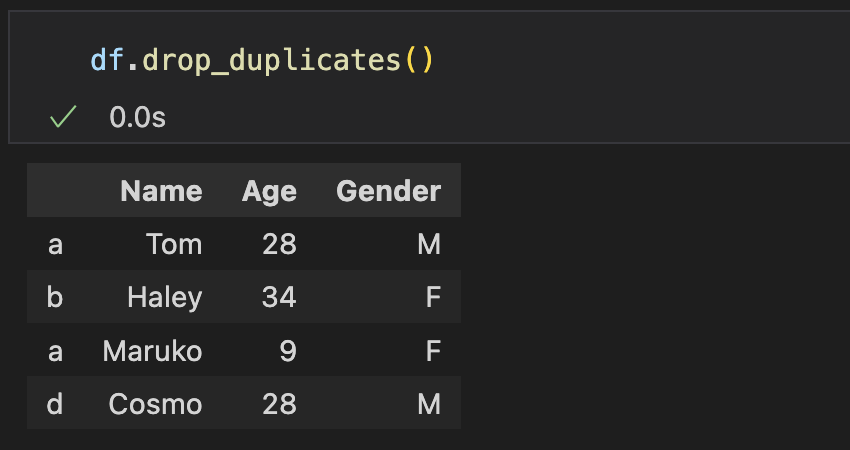 df.drop_duplicates()
✓ 0.0s
Name Age Gender
a Tom 28 M
b Haley 34 F
a Maruko 9 F
d Cosmo 28 M